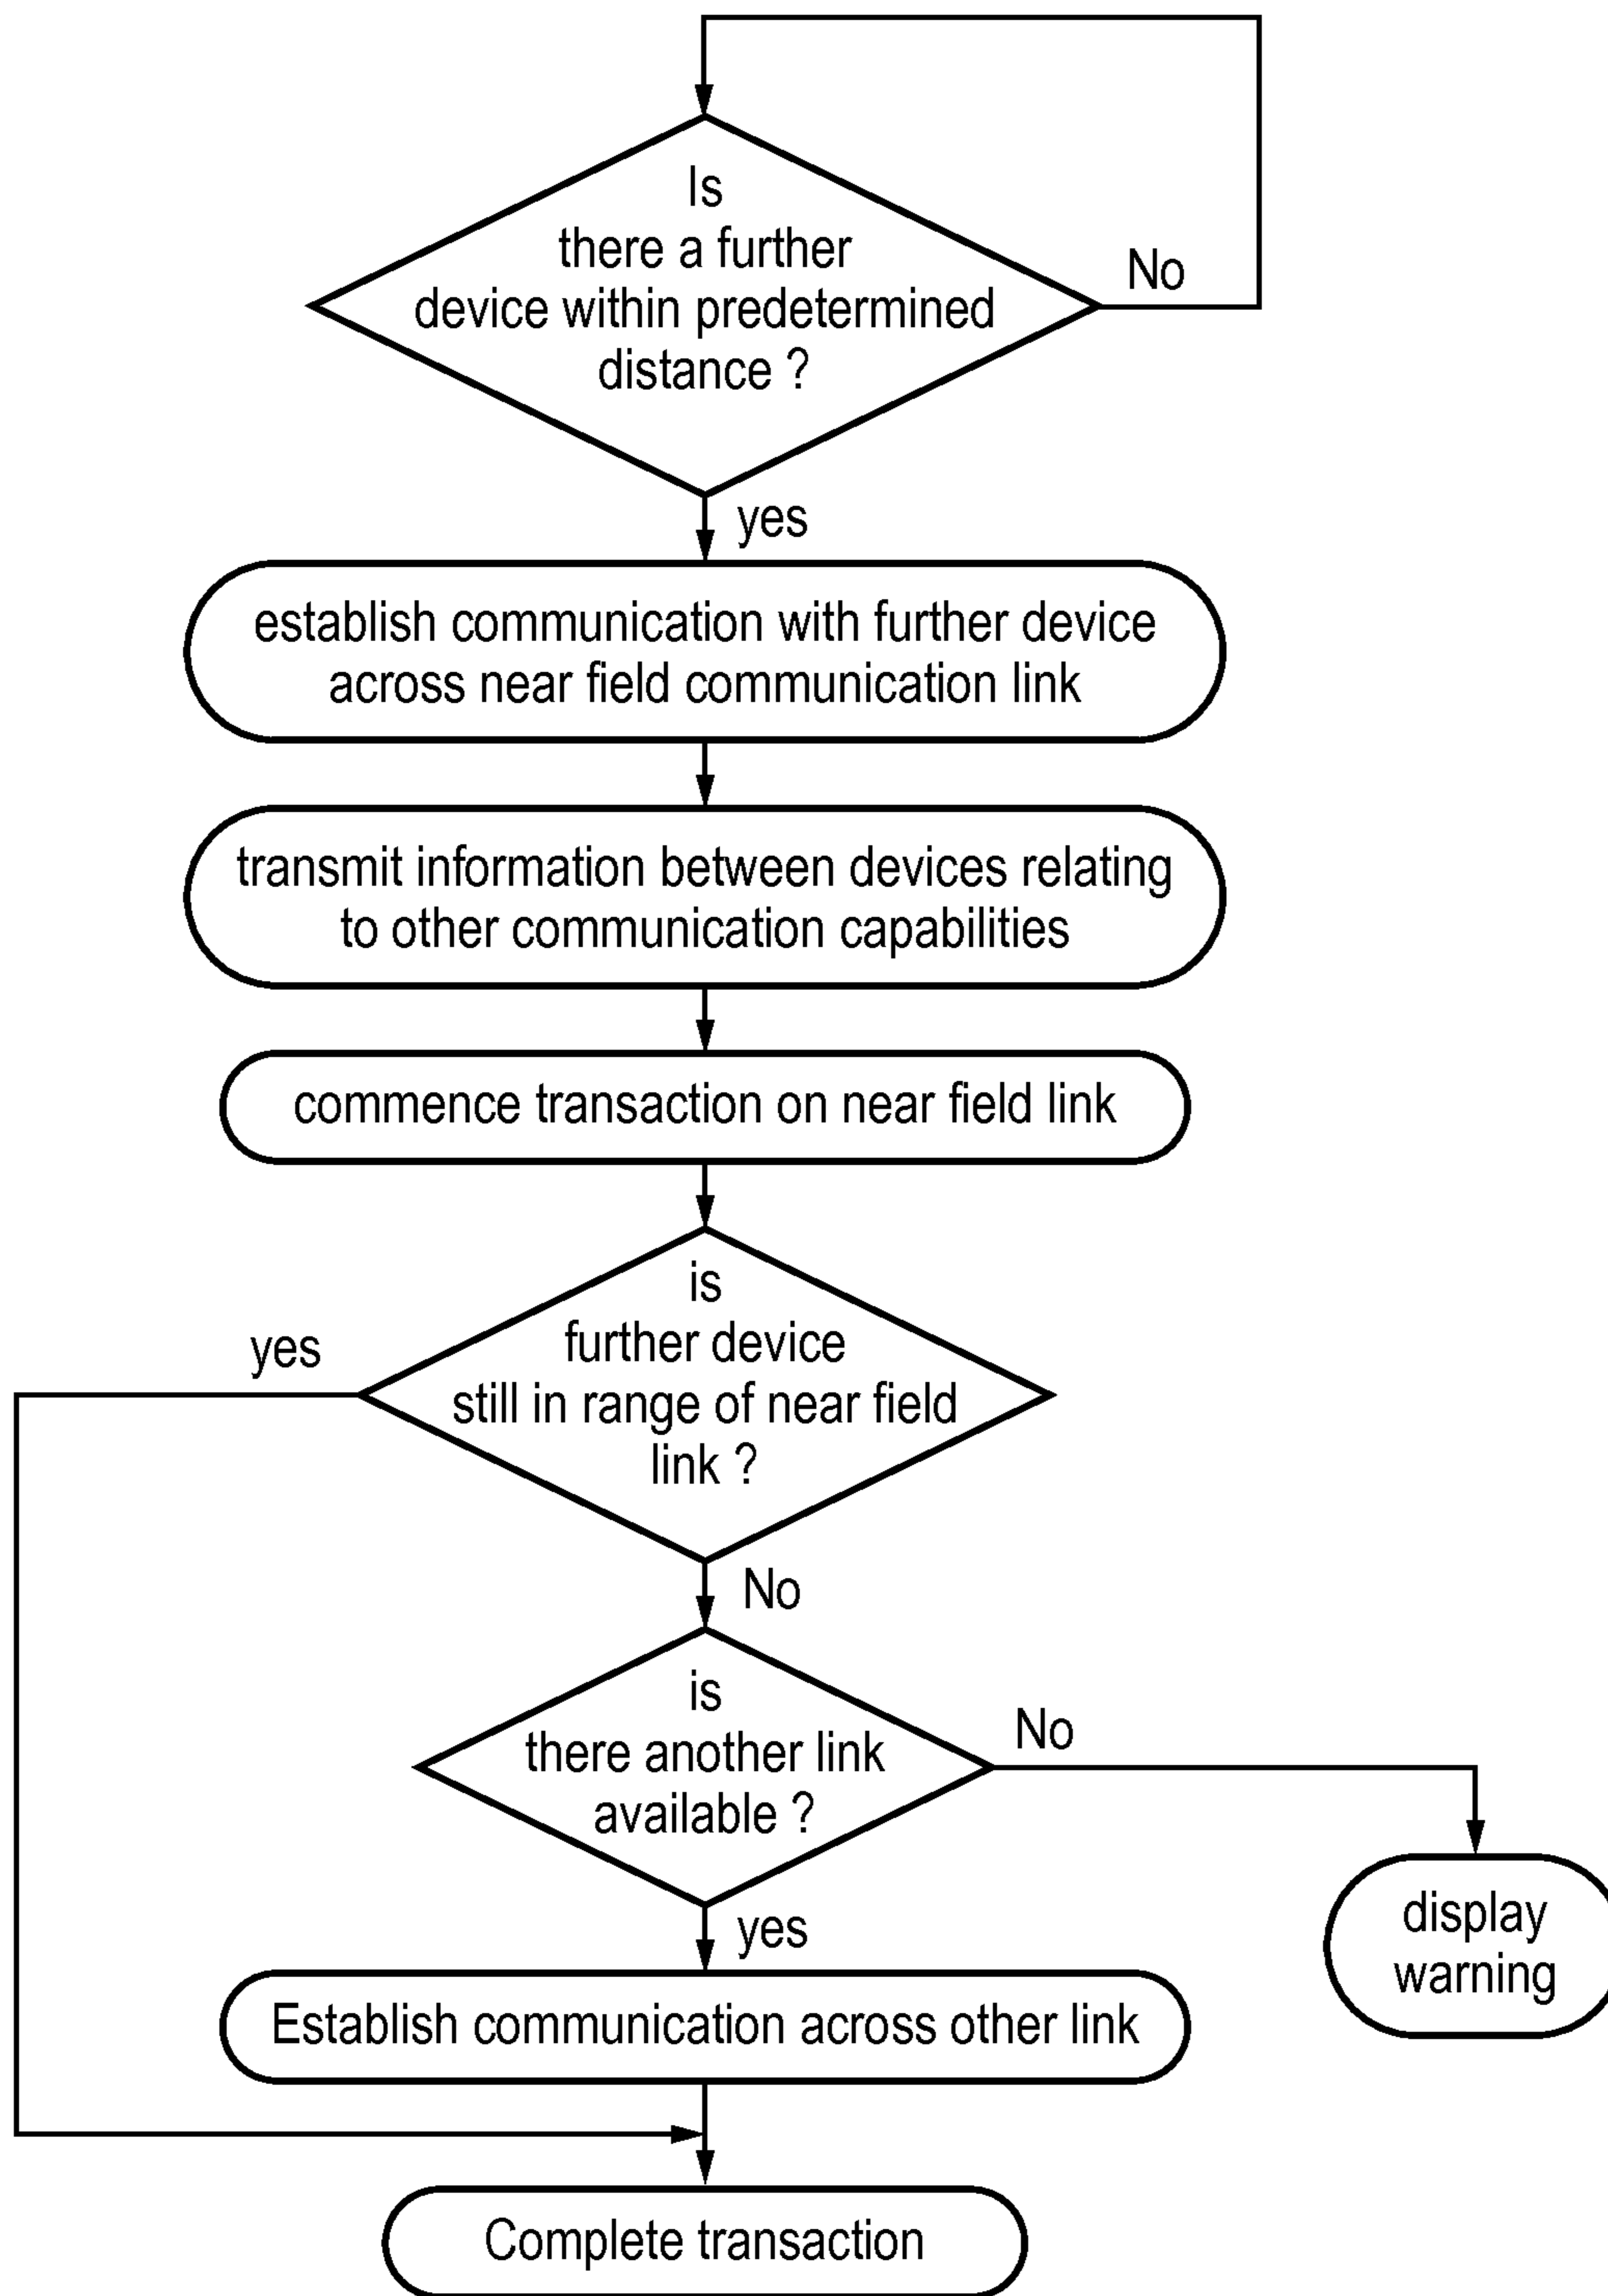 Is
there a further
device within predetermined
distance ?
No
yes
establish communication with further device
across near field communication link
transmit information between devices relating
to other communication capabilities
commence transaction on near field link
is
further device
still in range of near field
link ?
yes
No
is
there another link
available ?
No
yes
display
warning
Establish communication across other link
Complete transaction